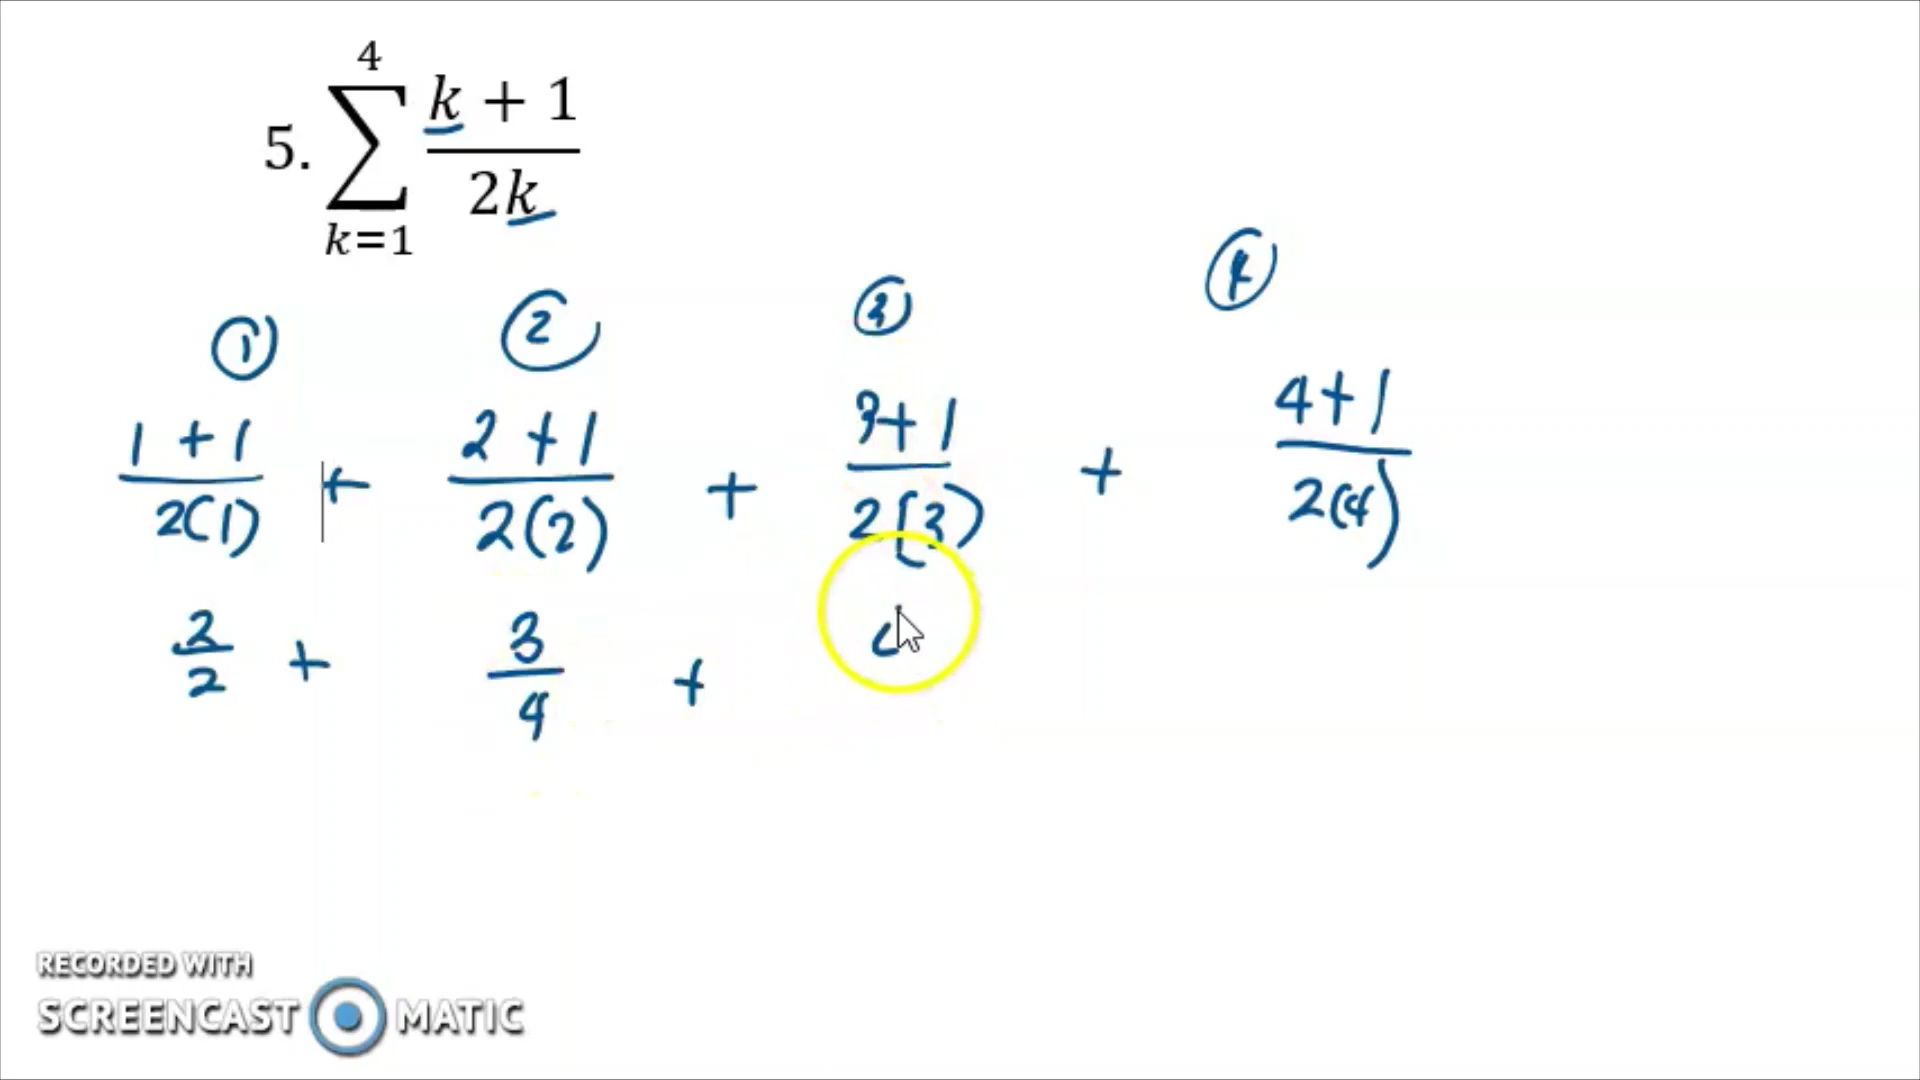 4
5. ∑ k + 1
2k
k=1
① ② ③ ④
1 + 1 + 2 + 1 + 3 + 1 + 4 + 1
2(1) 2(2) 2(3) 2(4)
2 + 3 +
2 4
RECORDED WITH
SCREENCAST MATIC